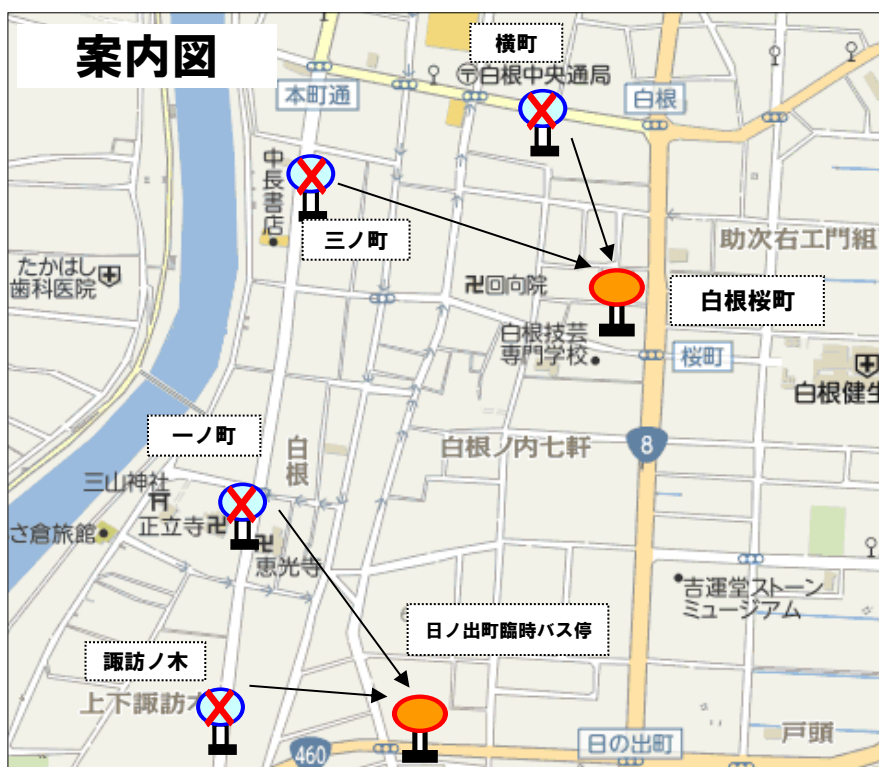 案内図
横町
〒白根中央通局
本町通
白根
中長書店
三ノ町
助次右エ門組
たかはし
歯科医院
卍回向院
白根桜町
白根技芸
専門学校
桜町
白根健生
一ノ町
白根
白根ノ内七軒
8
三山神社
正立寺卍
さ倉旅館
卍
恵光寺
吉運堂ストーン
ミュージアム
日ノ出町臨時バス停
諏訪ノ木
上下諏訪木
460
日の出町
戸頭